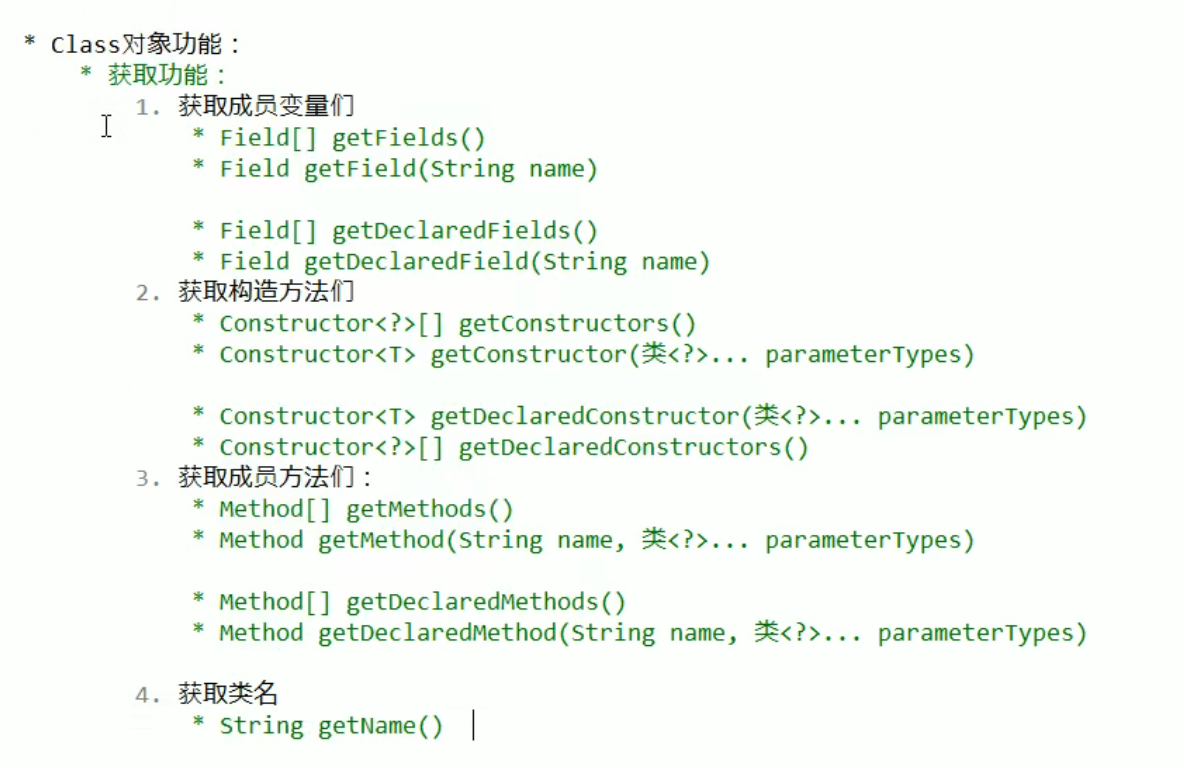 * Class对象功能：
* 获取功能：
1. 获取成员变量们
* Field[] getFields()
* Field getField(String name)
* Field[] getDeclaredFields()
* Field getDeclaredField(String name)
2. 获取构造方法们
* Constructor<?>[] getConstructors()
* Constructor<T> getConstructor(类<?>... parameterTypes)
* Constructor<T> getDeclaredConstructor(类<?>... parameterTypes)
* Constructor<?>[] getDeclaredConstructors()
3. 获取成员方法们：
* Method[] getMethods()
* Method getMethod(String name, 类<?>... parameterTypes)
* Method[] getDeclaredMethods()
* Method getDeclaredMethod(String name, 类<?>... parameterTypes)
4. 获取类名
* String getName()